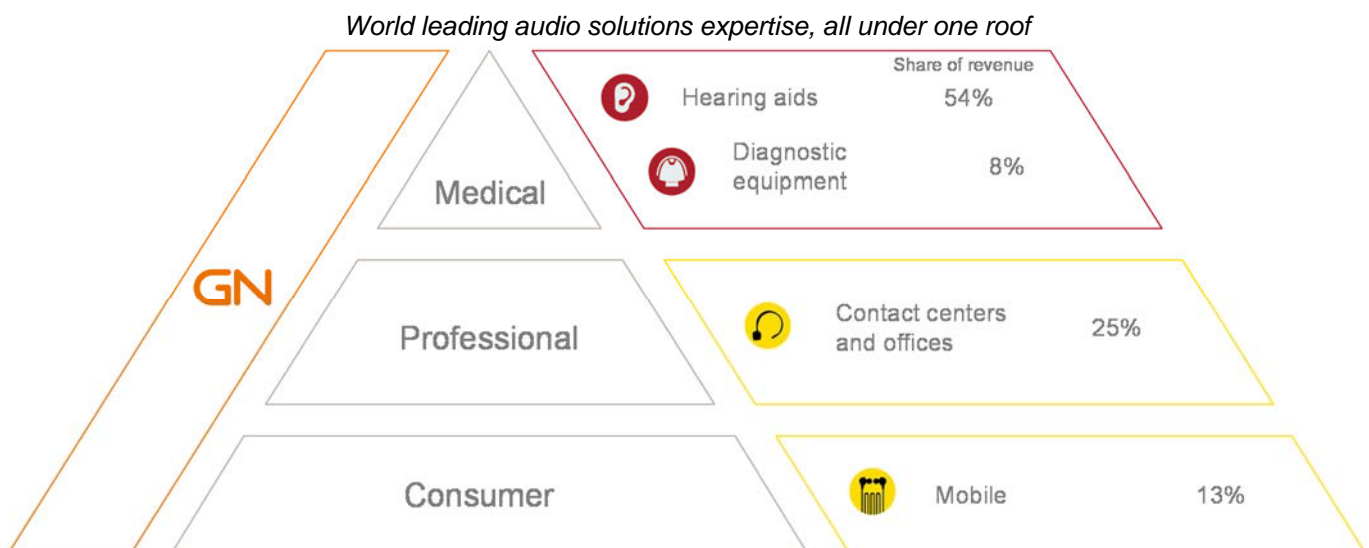 World leading audio solutions expertise, all under one roof
Share of revenue
Hearing aids 54%
Diagnostic
equipment 8%
Medical
GN
Contact centers
and offices 25%
Professional
Consumer
Mobile 13%